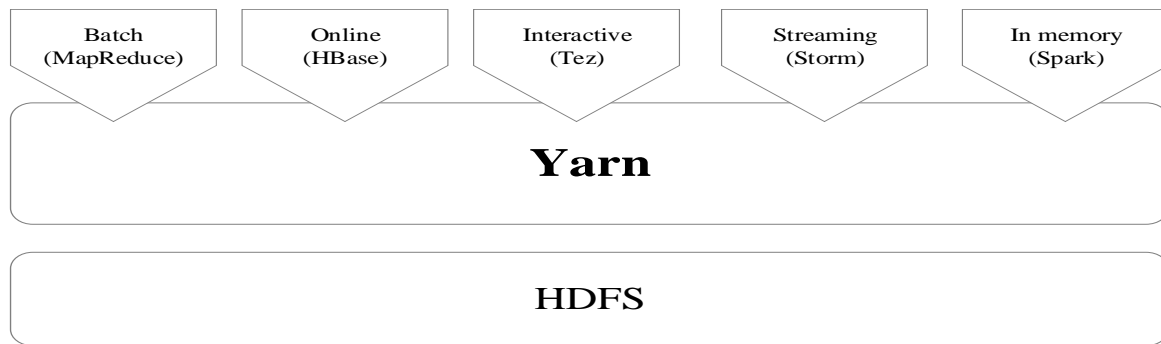 Batch
(MapReduce)
Online
(HBase)
Interactive
(Tez)
Streaming
(Storm)
In memory
(Spark)
Yarn
HDFS